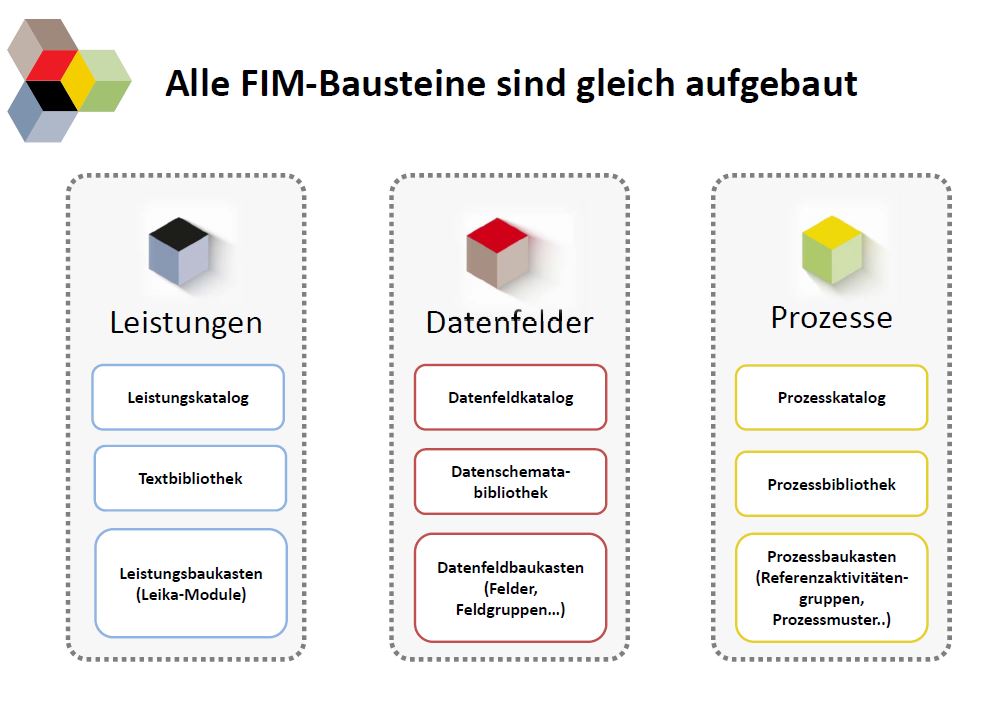 Alle FIM-Bausteine sind gleich aufgebaut
Leistungen
Leistungskatalog
Textbibliothek
Leistungsbaukasten
(Leika-Module)
Datenfelder
Datenfeldkatalog
Datenschemata-
bibliothek
Datenfeldbaukasten
(Felder,
Feldgruppen...)
Prozesse
Prozesskatalog
Prozessbibliothek
Prozessbaukasten
(Referenzaktivitäten-
gruppen,
Prozessmuster..)